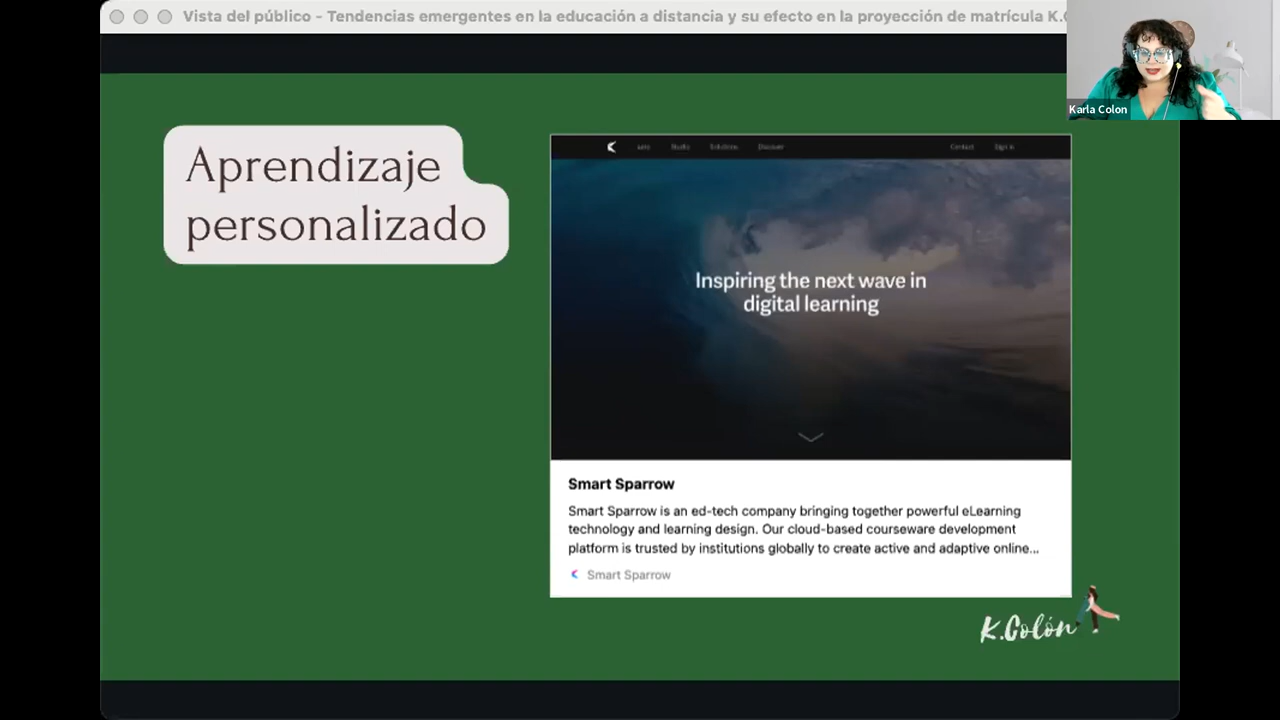 Vista del público - Tendencias emergentes en la educación a distancia y su efecto en la proyección de matrícula K.
Karla Colon
Aprendizaje
personalizado
Studio Solutions Discover Contact Sign in
Inspiring the next wave in
digital learning
Smart Sparrow
Smart Sparrow is an ed-tech company bringing together powerful eLearning
technology and learning design. Our cloud-based courseware development
platform is trusted by institutions globally to create active and adaptive online...
Smart Sparrow
K.Colón